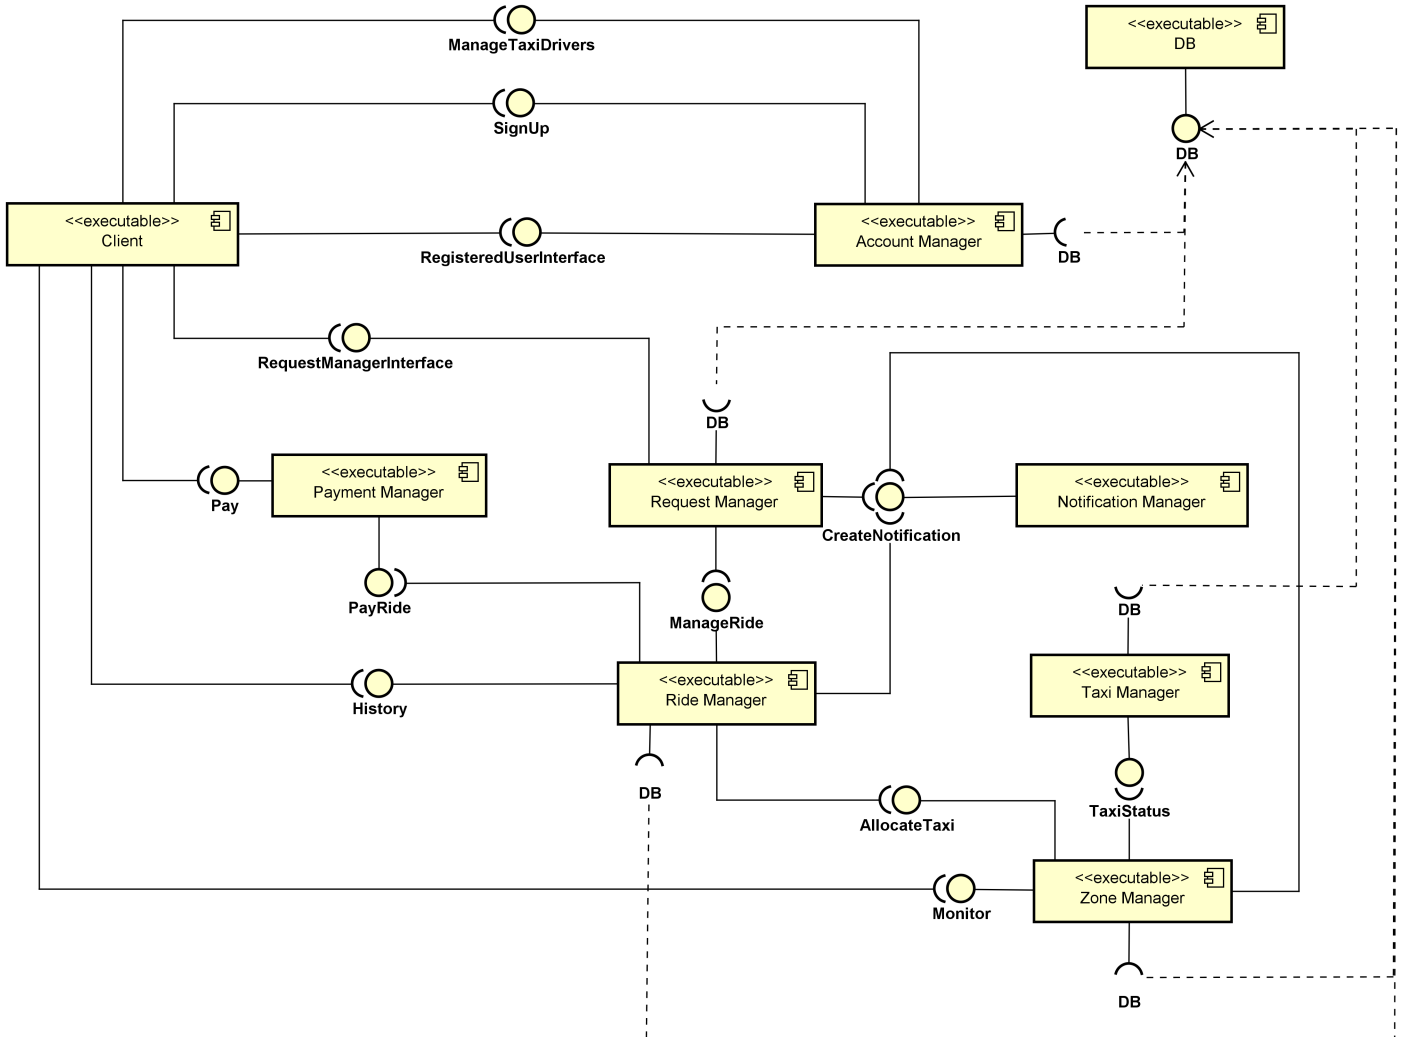 ManageTaxiDrivers
<<executable>>
DB
SignUp
DB
<<executable>>
Client
RegisteredUserInterface
<<executable>>
Account Manager
DB
RequestManagerInterface
DB
<<executable>>
Payment Manager
Pay
<<executable>>
Request Manager
CreateNotification
<<executable>>
Notification Manager
PayRide
ManageRide
DB
History
<<executable>>
Ride Manager
<<executable>>
Taxi Manager
DB
AllocateTaxi
TaxiStatus
Monitor
<<executable>>
Zone Manager
DB